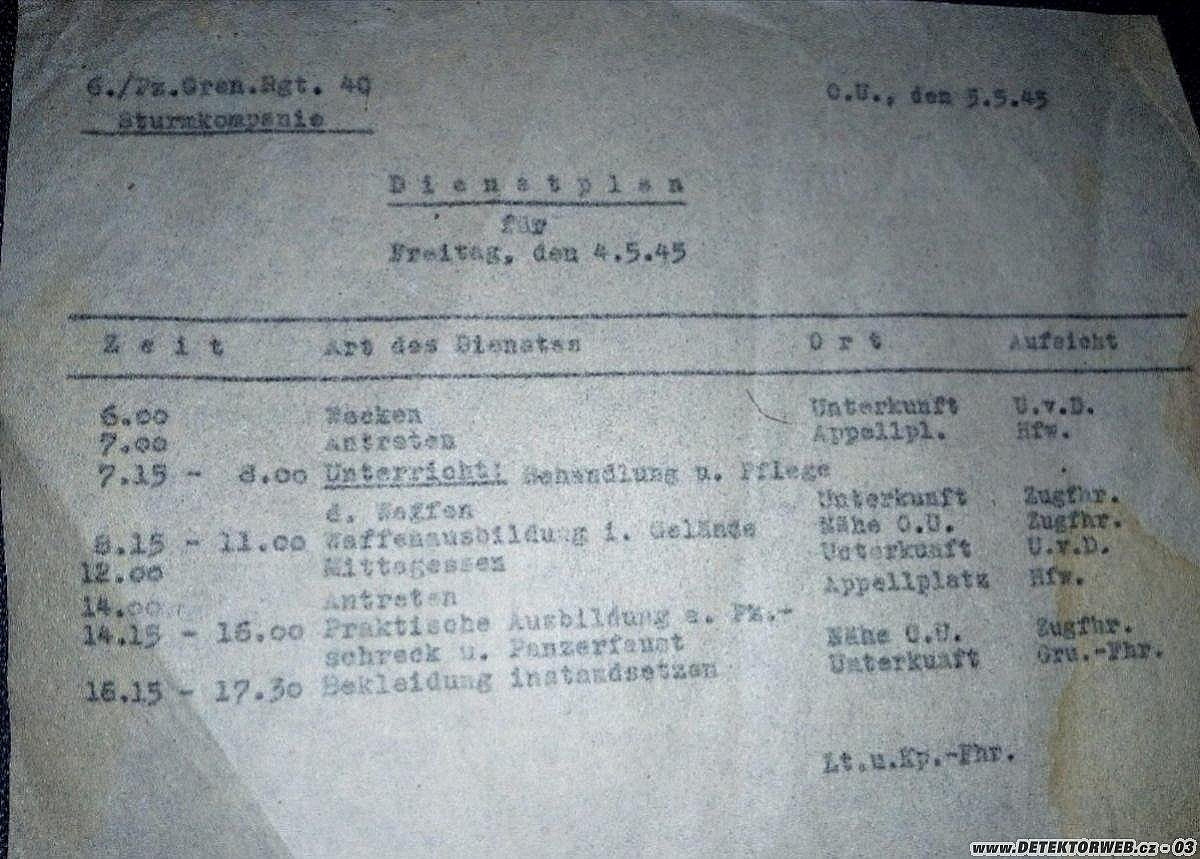 6./Pz.Gren.Rgt. 40 O.U., den 3.5.45
Sturmkompanie
Dienstplan
für
Freitag, den 4.5.45
Zeit Art des Dienstes Ort Aufsicht
6.00 Wecken Unterkunft U.v.D.
7.00 Antreten Appellpl. Hfw.
7.15 - 8.00 Unterricht: Behandlung u. Pflege
d. Waffen Unterkunft Zugfhr.
8.15 - 11.00 Waffenausbildung i. Gelände Nähe O.U. Zugfhr.
12.00 Mittagessen Unterkunft U.v.D.
14.00 Antreten Appellplatz Hfw.
14.15 - 16.00 Praktische Ausbildung a. Pz.-
schreck u. Panzerfaust Nähe O.U. Zugfhr.
16.15 - 17.30 Bekleidung instandsetzen Unterkunft Gru.-Fhr.
Lt.u.Kp.-Fhr.
www.DETEKTORWEB.cz - 03